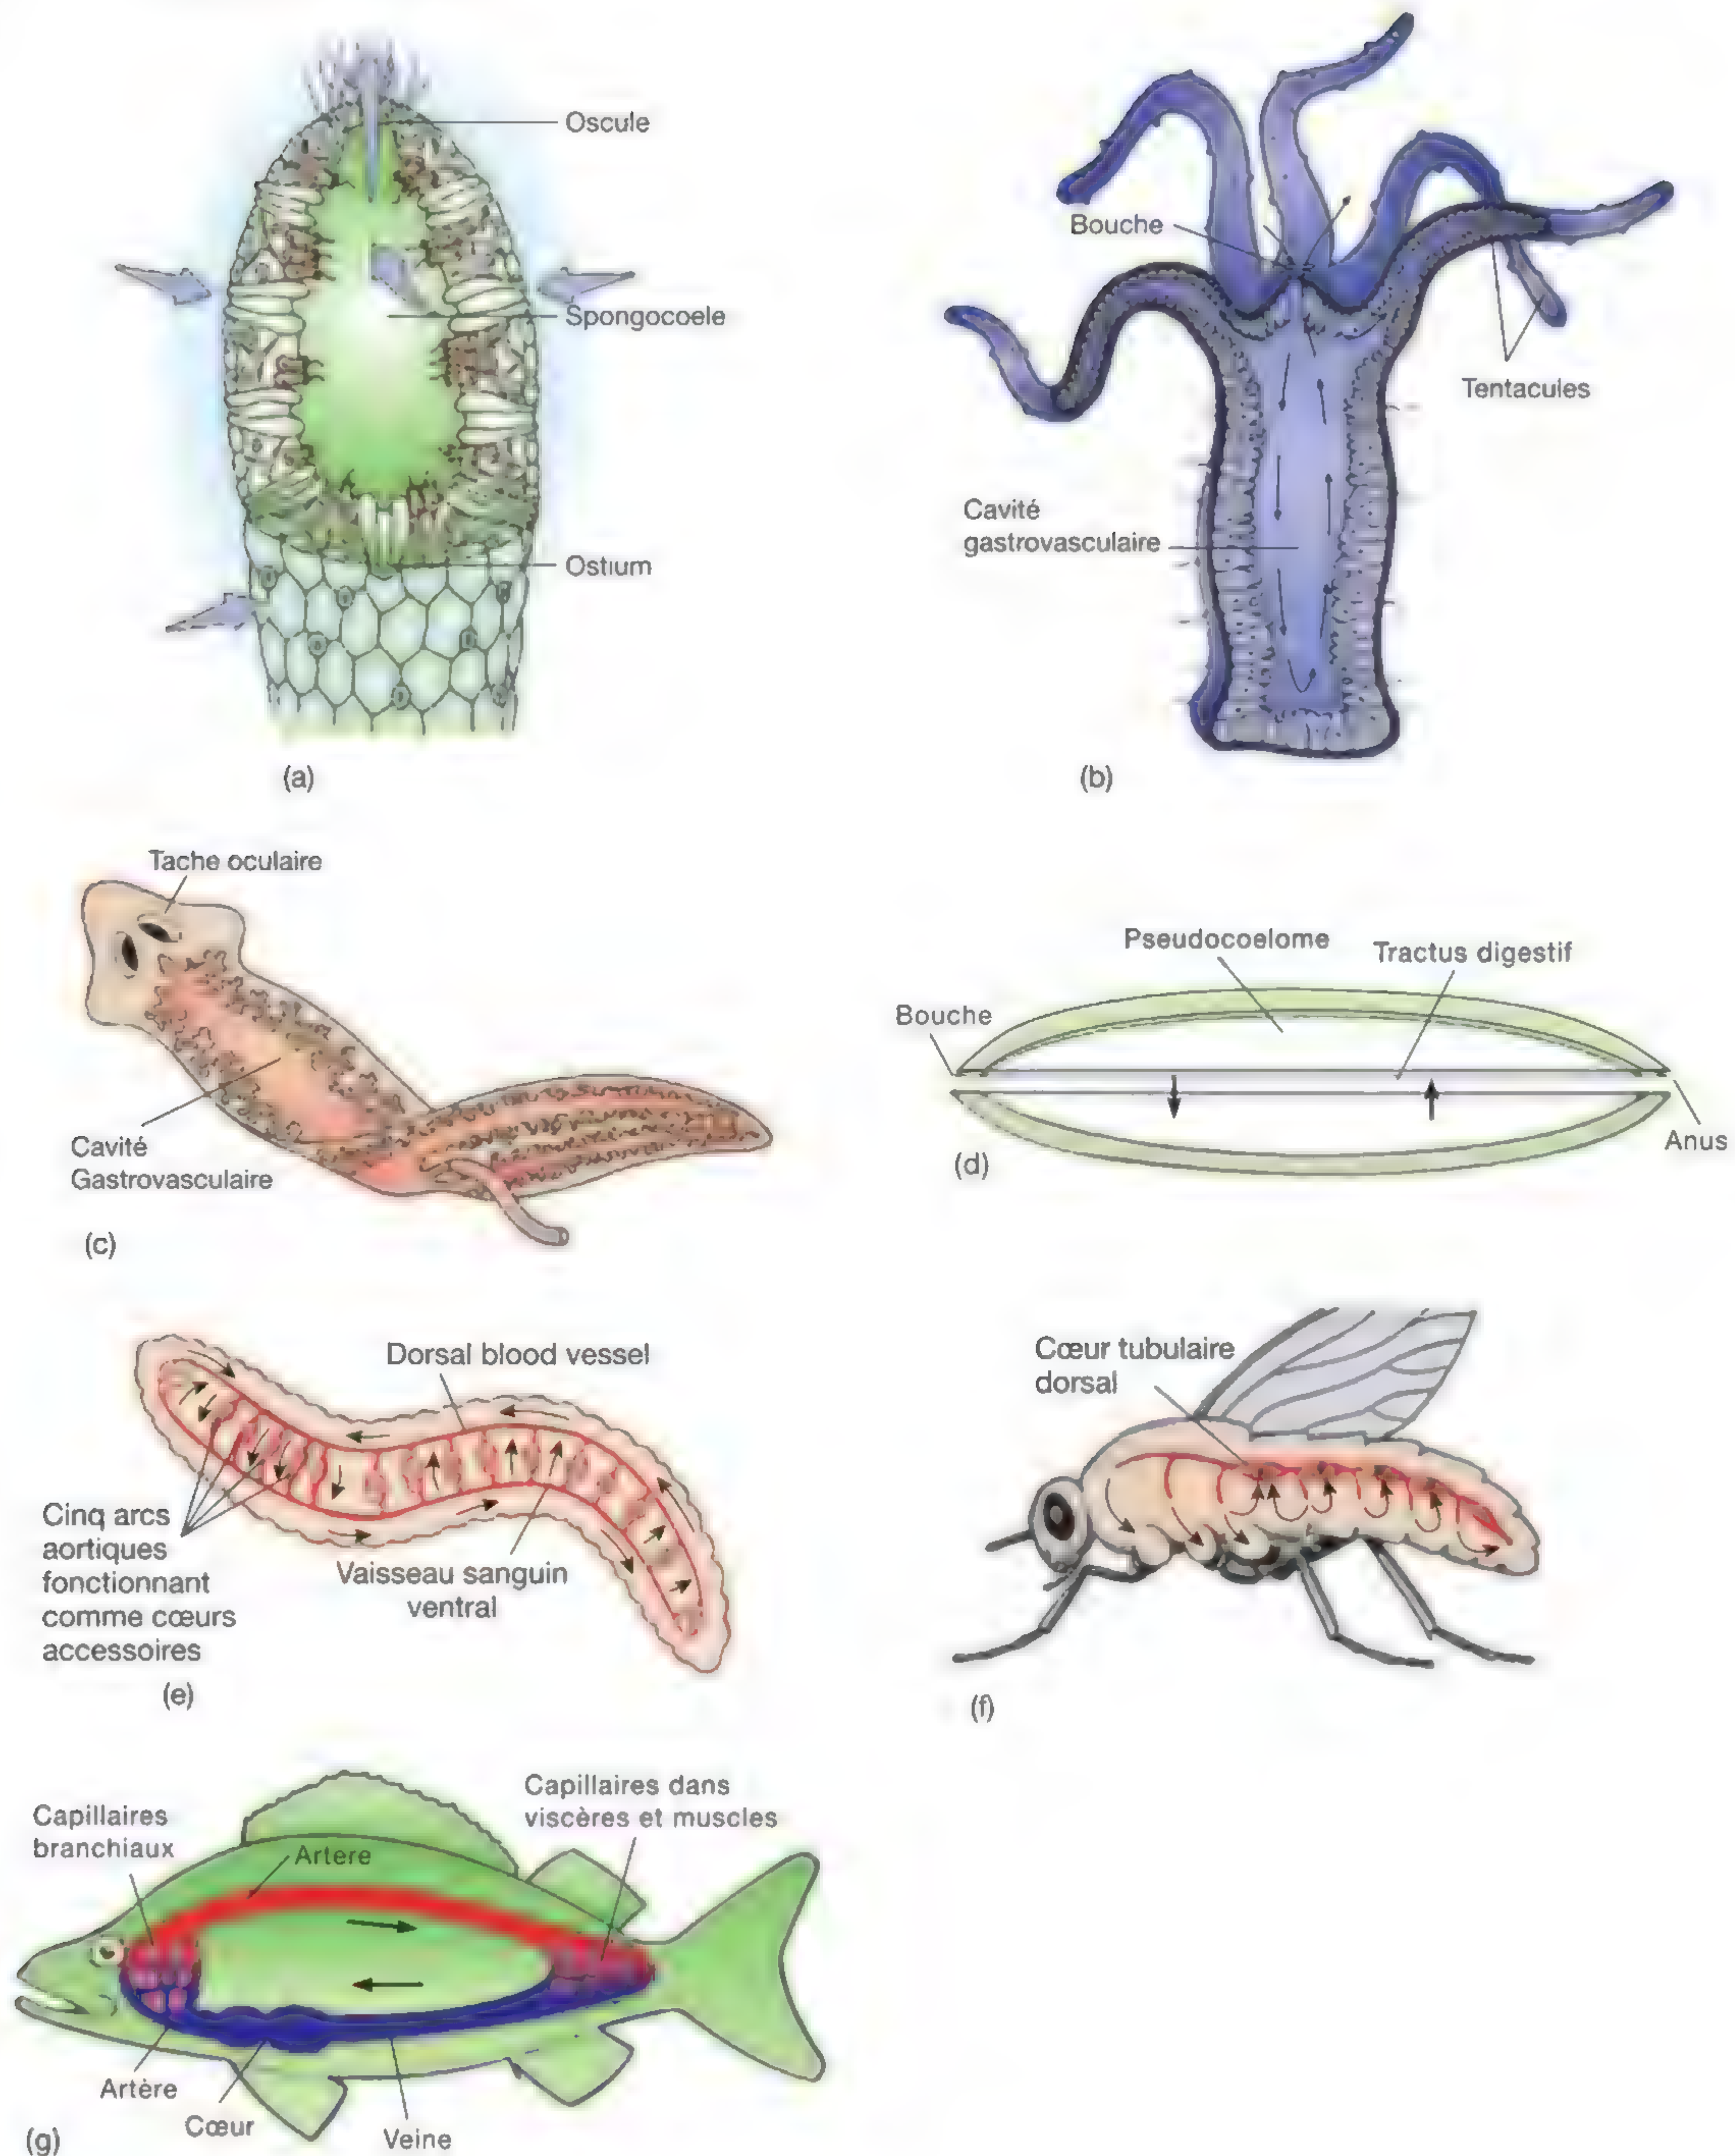 Oscule
Spongocoele
Ostium
(a)
Bouche
Tentacules
Cavité
gastrovasculaire
(b)
Tache oculaire
Cavité
Gastrovasculaire
(c)
Pseudocoelome
Tractus digestif
Bouche
Anus
(d)
Dorsal blood vessel
Cinq arcs
aortiques
fonctionnant
comme cœurs
accessoires
Vaisseau sanguin
ventral
(e)
Cœur tubulaire
dorsal
(f)
Capillaires
branchiaux
Artere
Capillaires dans
viscères et muscles
Artère
Cœur
Veine
(g)